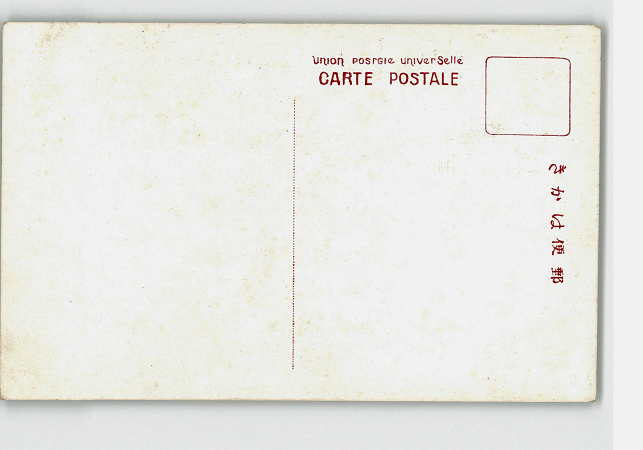 Union posrgie univerSelle
CARTE POSTALE
郵便はかき